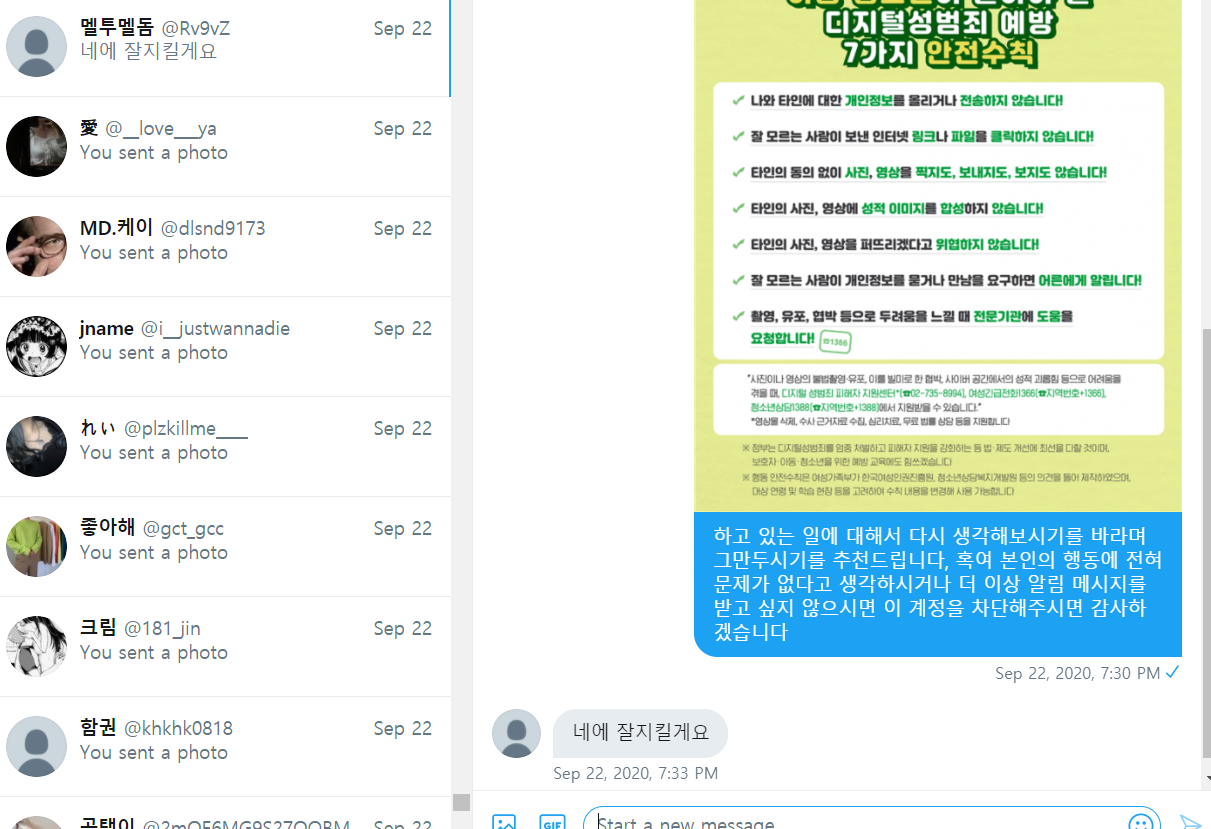 멜투멜돔 @Rv9vZ Sep 22
네에 잘지킬게요
愛 @__love___ya Sep 22
You sent a photo
MD.케이 @dlsnd9173 Sep 22
You sent a photo
jname @i__justwannadie Sep 22
You sent a photo
れぃ @plzkillme____ Sep 22
You sent a photo
좋아해 @gct_gcc Sep 22
You sent a photo
크림 @181_jin Sep 22
You sent a photo
함권 @khkhk0818 Sep 22
You sent a photo
디지털성범죄 예방
7가지 안전수칙
나와 타인에 대한 개인정보를 올리거나 전송하지 않습니다!
잘 모르는 사람이 보낸 인터넷 링크나 파일을 클릭하지 않습니다!
타인의 동의 없이 사진, 영상을 찍지도, 보내지도, 보지도 않습니다!
타인의 사진, 영상에 성적 이미지를 합성하지 않습니다!
타인의 사진, 영상을 퍼뜨리겠다고 위협하지 않습니다!
잘 모르는 사람이 개인정보를 묻거나 만남을 요구하면 어른에게 알립니다!
촬영, 유포, 협박 등으로 두려움을 느낄 때 전문기관에 도움을
요청합니다! ☎1366
"사진이나 영상의 불법촬영·유포, 이를 빌미로 한 협박, 사이버 공간에서의 성적 괴롭힘 등으로 어려움을
겪을 때, 디지털 성범죄 피해자 지원센터*(☎02-735-8994), 여성긴급전화1366(☎지역번호+1366),
청소년상담1388(☎지역번호+1388)에서 지원받을 수 있습니다."
*영상물 삭제, 수사 근거자료 수집, 심리치료, 무료 법률 상담 등을 지원합니다
※ 정부는 디지털성범죄를 엄중 처벌하고 피해자 지원을 강화하는 등 법·제도 개선에 최선을 다할 것이며,
보호자·아동·청소년을 위한 예방 교육에도 힘쓰겠습니다
※ 행동 안전수칙은 여성가족부가 한국여성인권진흥원, 청소년상담복지개발원 등의 의견을 들어 제작하였으며,
대상 연령 및 학습 현장 등을 고려하여 수칙 내용을 변경해 사용 가능합니다
하고 있는 일에 대해서 다시 생각해보시기를 바라며
그만두시기를 추천드립니다, 혹여 본인의 행동에 전혀
문제가 없다고 생각하시거나 더 이상 알림 메시지를
받고 싶지 않으시면 이 계정을 차단해주시면 감사하
겠습니다
Sep 22, 2020, 7:30 PM
네에 잘지킬게요
Sep 22, 2020, 7:33 PM
GIF
Start a new message